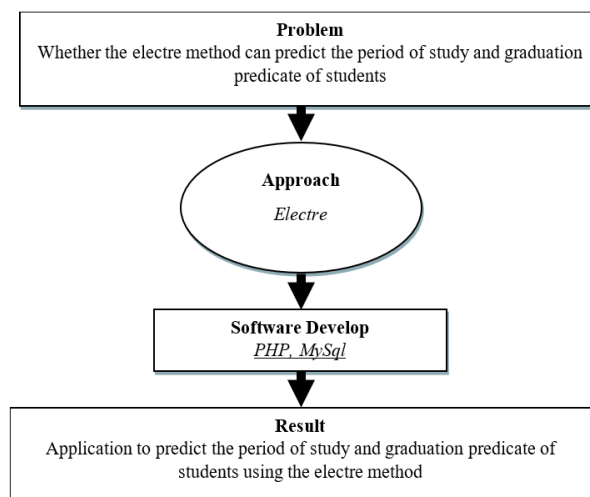 Problem
Whether the electre method can predict the period of study and graduation
predicate of students
Approach
Electre
Software Develop
PHP, MySql
Result
Application to predict the period of study and graduation predicate of
students using the electre method